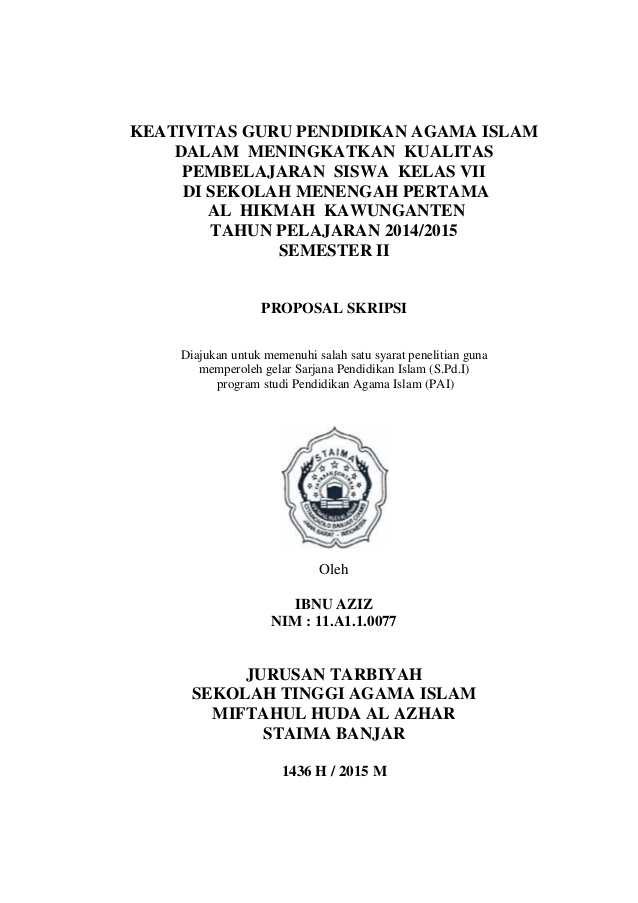 KEATIVITAS GURU PENDIDIKAN AGAMA ISLAM
DALAM MENINGKATKAN KUALITAS
PEMBELAJARAN SISWA KELAS VII
DI SEKOLAH MENENGAH PERTAMA
AL HIKMAH KAWUNGANTEN
TAHUN PELAJARAN 2014/2015
SEMESTER II
PROPOSAL SKRIPSI
Diajukan untuk memenuhi salah satu syarat penelitian guna
memperoleh gelar Sarjana Pendidikan Islam (S.Pd.I)
program studi Pendidikan Agama Islam (PAI)
STAIMA
JAWA BARAT - INDONESIA
Oleh
IBNU AZIZ
NIM : 11.A1.1.0077
JURUSAN TARBIYAH
SEKOLAH TINGGI AGAMA ISLAM
MIFTAHUL HUDA AL AZHAR
STAIMA BANJAR
1436 H / 2015 M